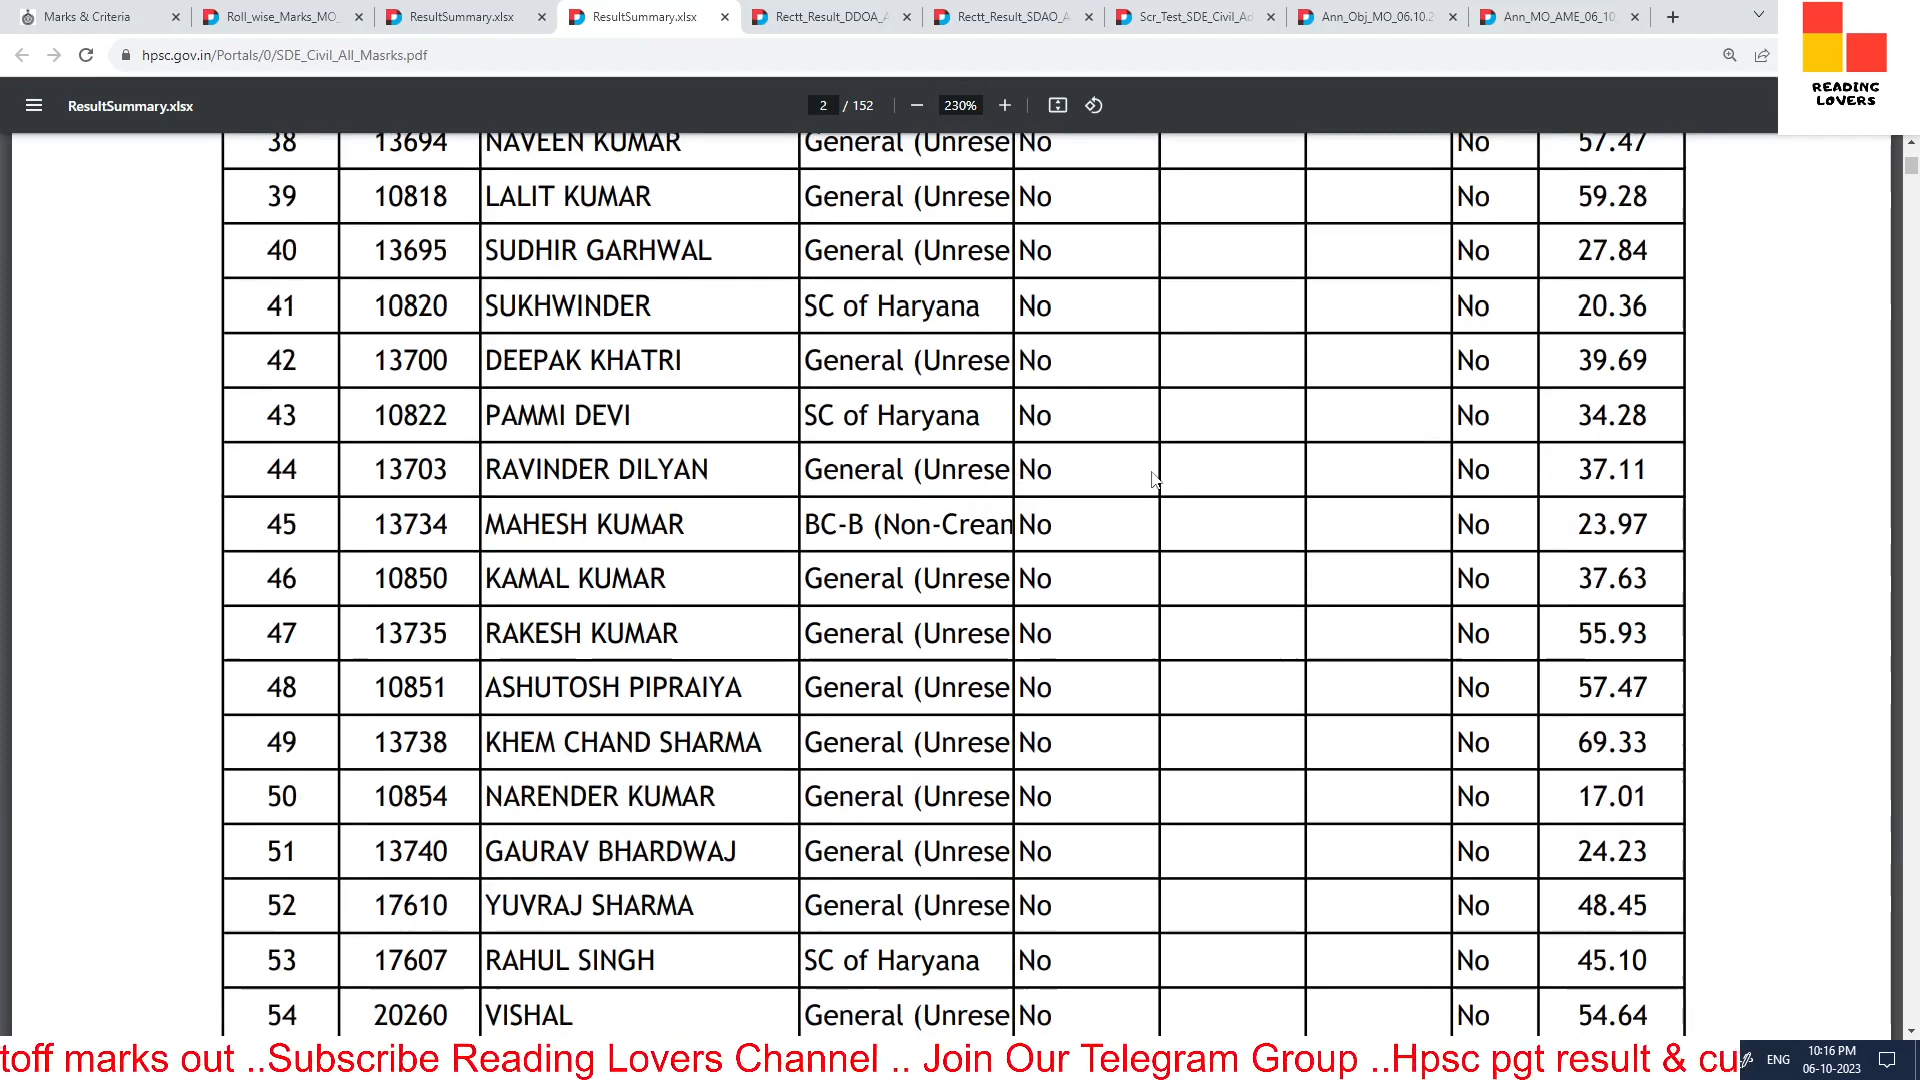 Marks & Criteria
Roll_wise_Marks_MO_
ResultSummary.xlsx
ResultSummary.xlsx
Rectt_Result_DDOA_A
Rectt_Result_SDAO_A
Scr_Test_SDE_Civil_Ad
Ann_Obj_MO_06.10.2
Ann_MO_AME_06_10_
hpsc.gov.in/Portals/0/SDE_Civil_All_Masrks.pdf
READING
LOVERS
ResultSummary.xlsx
2 / 152
230%
38 13694 NAVEEN KUMAR General (Unrese No No 57.47
39 10818 LALIT KUMAR General (Unrese No No 59.28
40 13695 SUDHIR GARHWAL General (Unrese No No 27.84
41 10820 SUKHWINDER SC of Haryana No No 20.36
42 13700 DEEPAK KHATRI General (Unrese No No 39.69
43 10822 PAMMI DEVI SC of Haryana No No 34.28
44 13703 RAVINDER DILYAN General (Unrese No No 37.11
45 13734 MAHESH KUMAR BC-B (Non-Crean No No 23.97
46 10850 KAMAL KUMAR General (Unrese No No 37.63
47 13735 RAKESH KUMAR General (Unrese No No 55.93
48 10851 ASHUTOSH PIPRAIYA General (Unrese No No 57.47
49 13738 KHEM CHAND SHARMA General (Unrese No No 69.33
50 10854 NARENDER KUMAR General (Unrese No No 17.01
51 13740 GAURAV BHARDWAJ General (Unrese No No 24.23
52 17610 YUVRAJ SHARMA General (Unrese No No 48.45
53 17607 RAHUL SINGH SC of Haryana No No 45.10
54 20260 VISHAL General (Unrese No No 54.64
toff marks out ..Subscribe Reading Lovers Channel .. Join Our Telegram Group ..Hpsc pgt result & cu
ENG
10:16 PM
06-10-2023